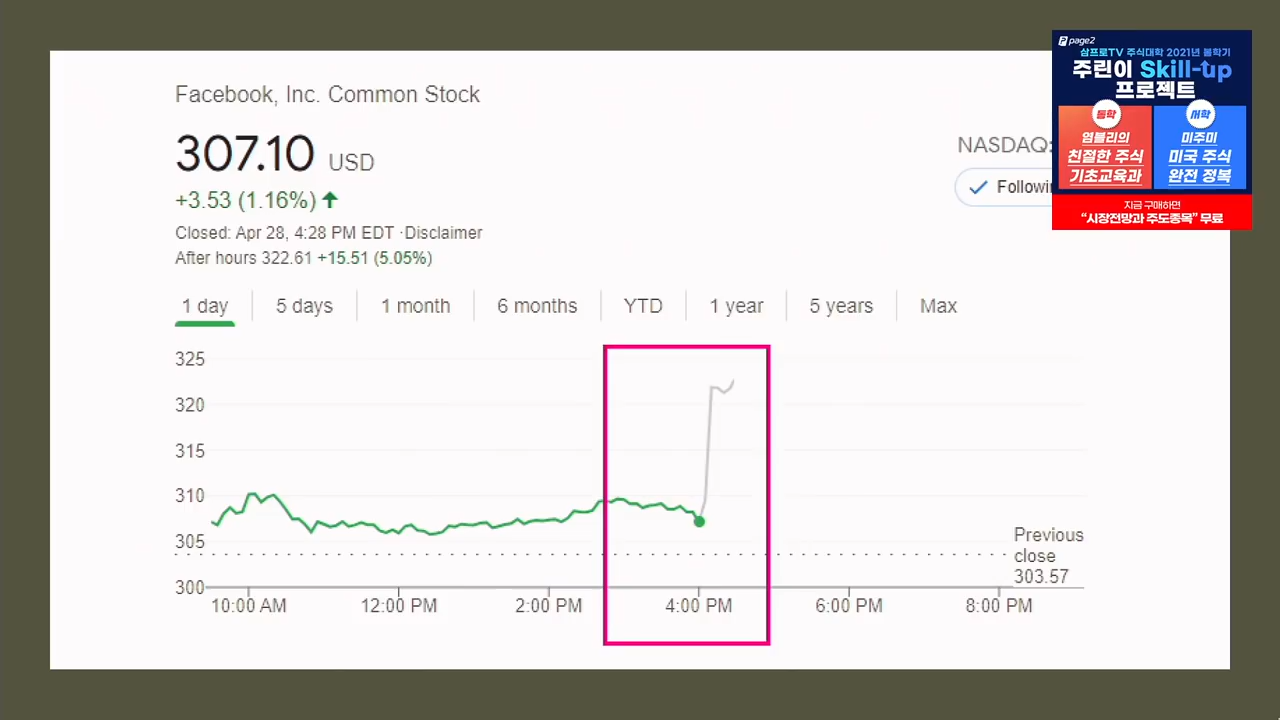 Facebook, Inc. Common Stock
307.10 USD
+3.53 (1.16%)
Closed: Apr 28, 4:28 PM EDT ·Disclaimer
After hours 322.61 +15.51 (5.05%)
NASDAQ:
Followin
1 day
5 days
1 month
6 months
YTD
1 year
5 years
Max
325
320
315
310
305
300
Previous
close
303.57
10:00 AM
12:00 PM
2:00 PM
4:00 PM
6:00 PM
8:00 PM
page2
삼프로TV 주식대학 2021년 봄학기
주린이 Skill-up
프로젝트
동학
염블리의
친절한 주식
기초교육과
서학
미주미
미국 주식
완전 정복
지금 구매하면
“시장전망과 주도종목” 무료